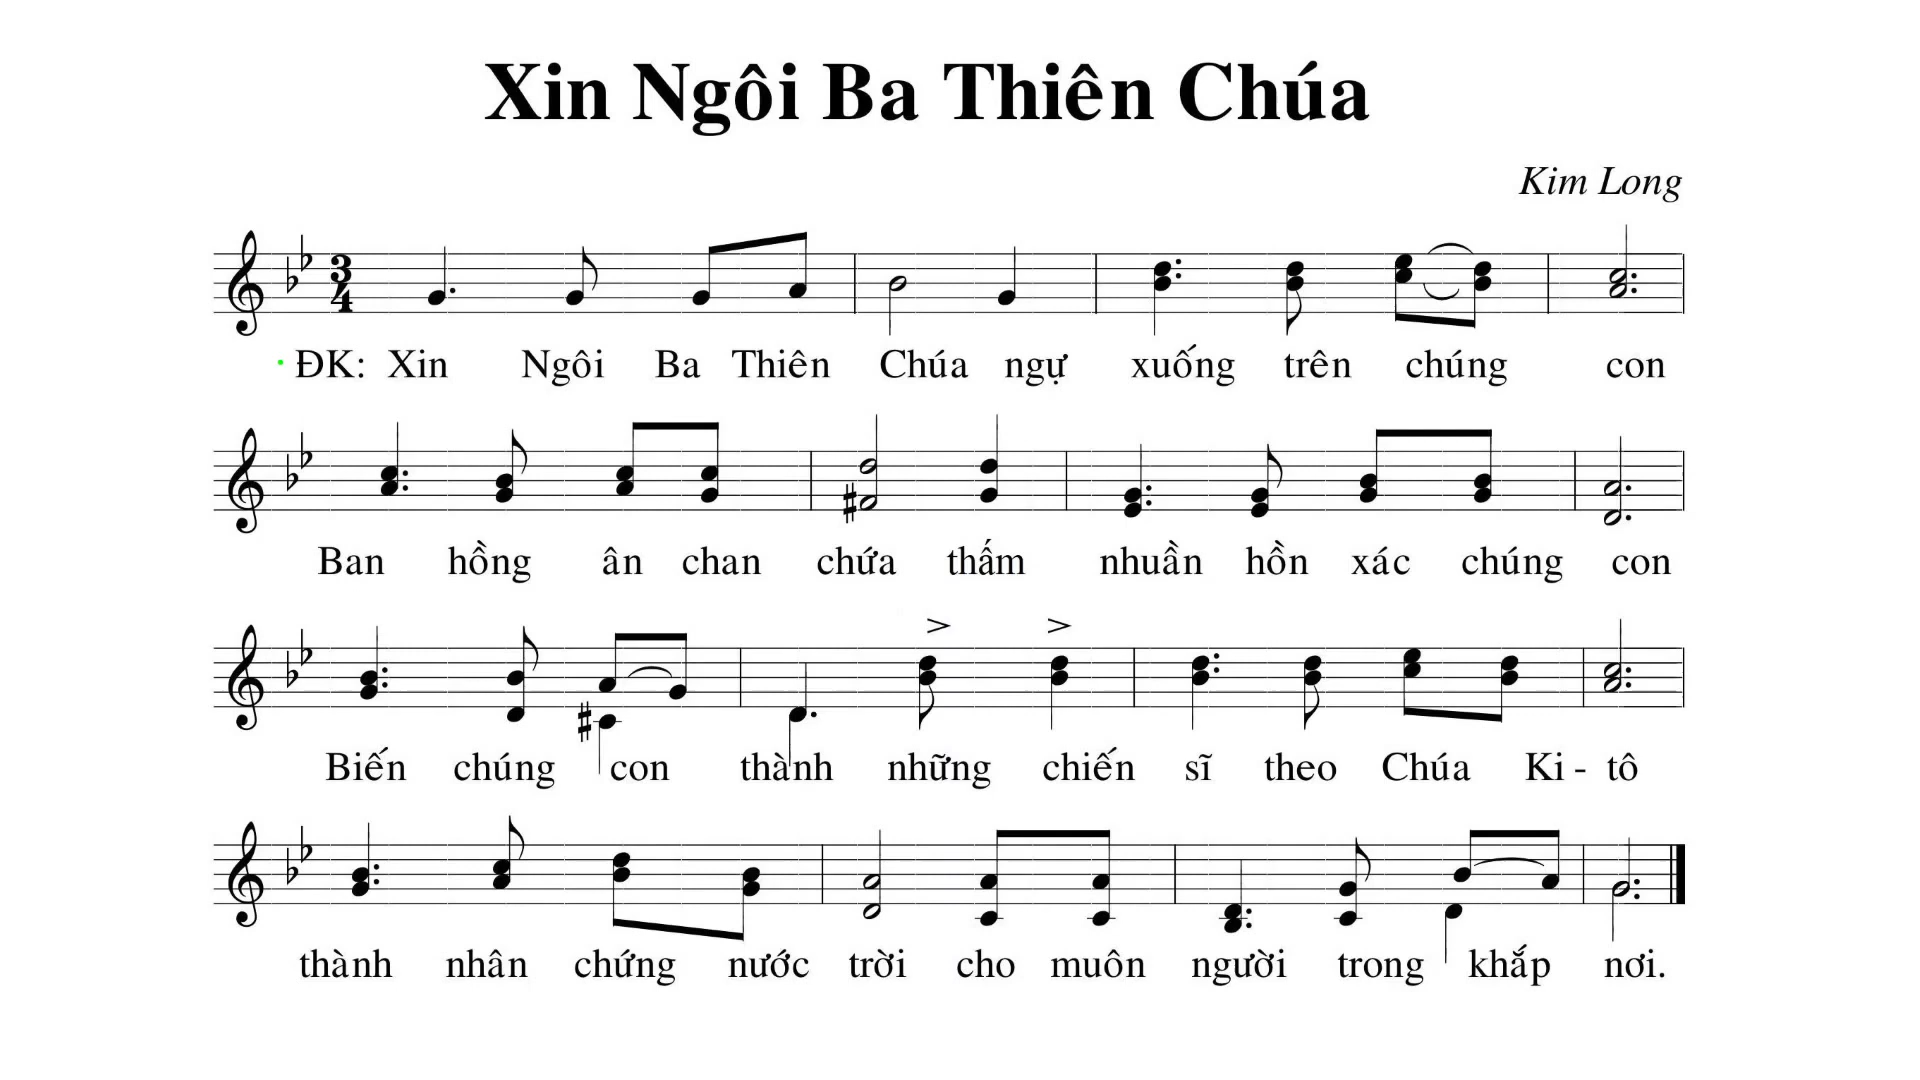 Xin Ngôi Ba Thiên Chúa
Kim Long
3
4
ĐK: Xin Ngôi Ba Thiên Chúa ngự xuống trên chúng con
Ban hồng ân chan chứa thấm nhuần hồn xác chúng con
Biến chúng con thành những chiến sĩ theo Chúa Ki - tô
thành nhân chứng nước trời cho muôn người trong khắp nơi.